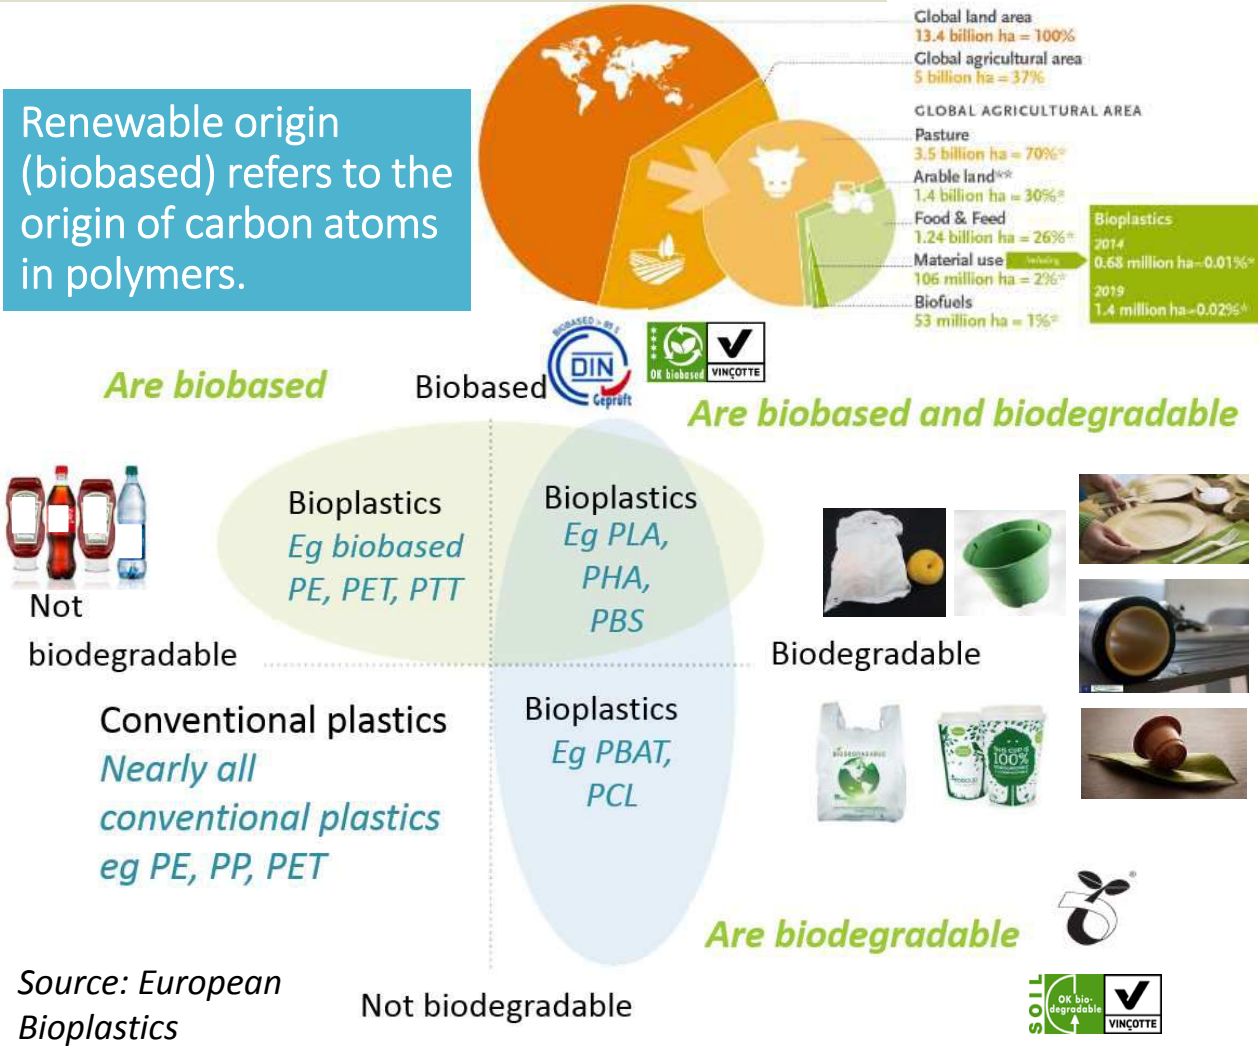 Global land area
13.4 billion ha = 100%
Global agricultural area
5 billion ha = 37%
GLOBAL AGRICULTURAL AREA
Pasture
3.5 billion ha = 70%*
Arable land**
1.4 billion ha = 30%*
Food & Feed
1.24 billion ha = 26%*
Material use
106 million ha = 2%*
Biofuels
53 million ha = 1%*
Bioplastics
2014
0.68 million ha=0.01%*
2019
1.4 million ha=0.02%*
Renewable origin
(biobased) refers to the
origin of carbon atoms
in polymers.
Are biobased
Biobased
DIN
Geprüft
OK biobased
VINÇOTTE
Are biobased and biodegradable
Bioplastics
Eg biobased
PE, PET, PTT
Bioplastics
Eg PLA,
PHA,
PBS
Not
biodegradable
Biodegradable
Conventional plastics
Nearly all
conventional plastics
eg PE, PP, PET
Bioplastics
Eg PBAT,
PCL
BIODEGRADABLE
THIS CUP IS
100%
Are biodegradable
®
Source: European
Bioplastics
Not biodegradable
SOIL
OK bio-
degradable
VINÇOTTE